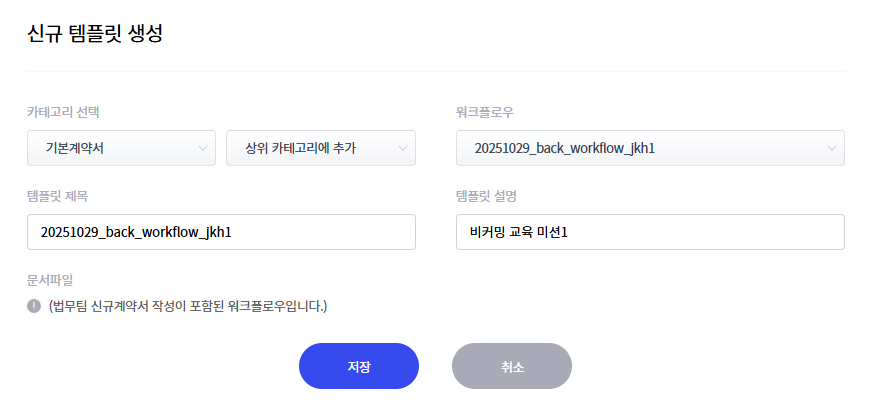 신규 템플릿 생성
카테고리 선택
워크플로우
기본계약서
상위 카테고리에 추가
20251029_back_workflow_jkh1
템플릿 제목
템플릿 설명
20251029_back_workflow_jkh1
비커밍 교육 미션1
문서파일
(법무팀 신규계약서 작성이 포함된 워크플로우입니다.)
저장
취소